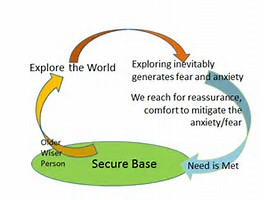 Explore the World
Exploring inevitably
generates fear and anxiety
We reach for reassurance,
comfort to mitigate the
anxiety/fear
Older
Wiser
Person
Secure Base
Need is Met